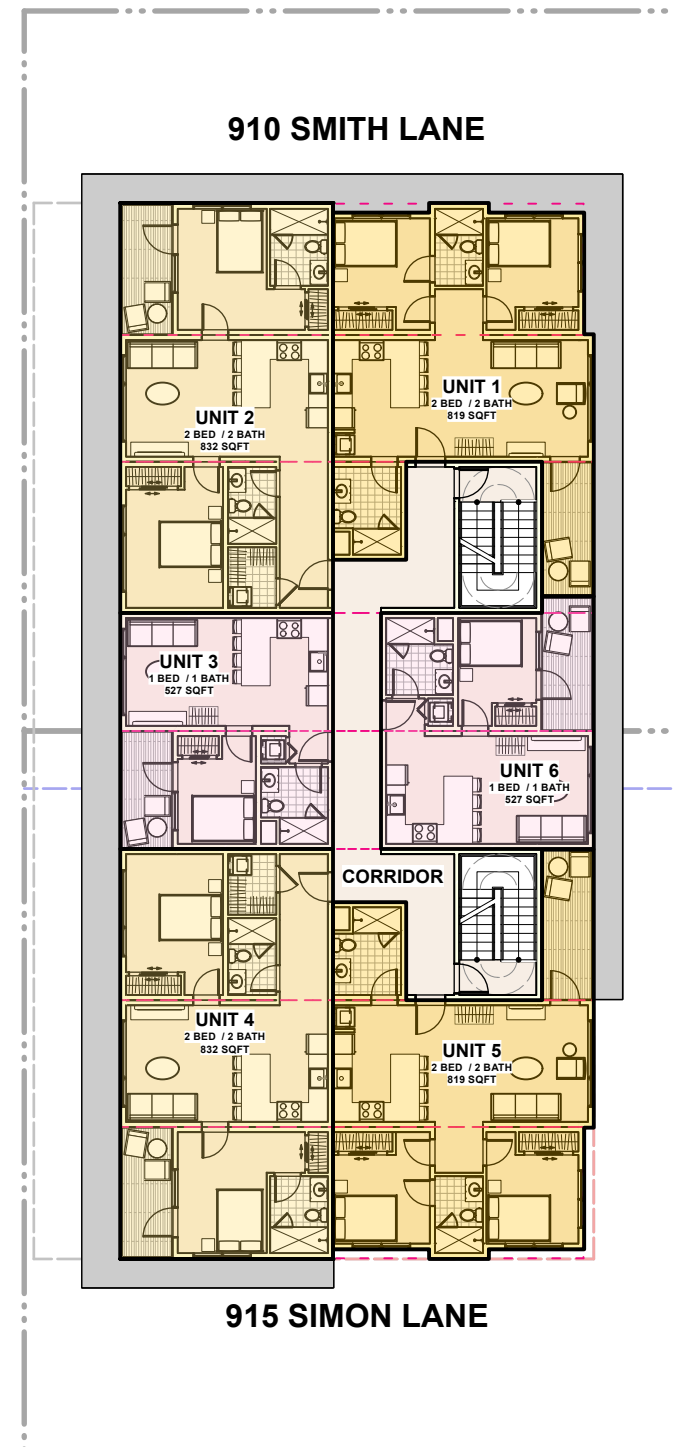 910 SMITH LANE
UNIT 1
2 BED / 2 BATH
819 SQFT
UNIT 2
2 BED / 2 BATH
832 SQFT
UNIT 3
1 BED / 1 BATH
527 SQFT
UNIT 6
1 BED / 1 BATH
527 SQFT
CORRIDOR
UNIT 4
2 BED / 2 BATH
832 SQFT
UNIT 5
2 BED / 2 BATH
819 SQFT
915 SIMON LANE